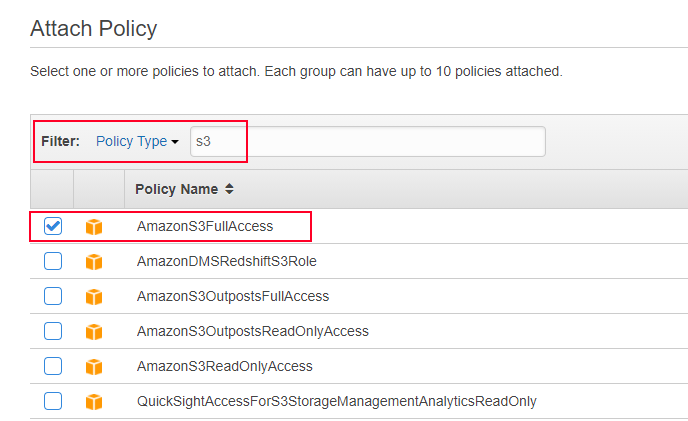 Attach Policy
Select one or more policies to attach. Each group can have up to 10 policies attached.
Filter: Policy Type s3
Policy Name
AmazonS3FullAccess
AmazonDMSRedshiftS3Role
AmazonS3OutpostsFullAccess
AmazonS3OutpostsReadOnlyAccess
AmazonS3ReadOnlyAccess
QuickSightAccessForS3StorageManagementAnalyticsReadOnly